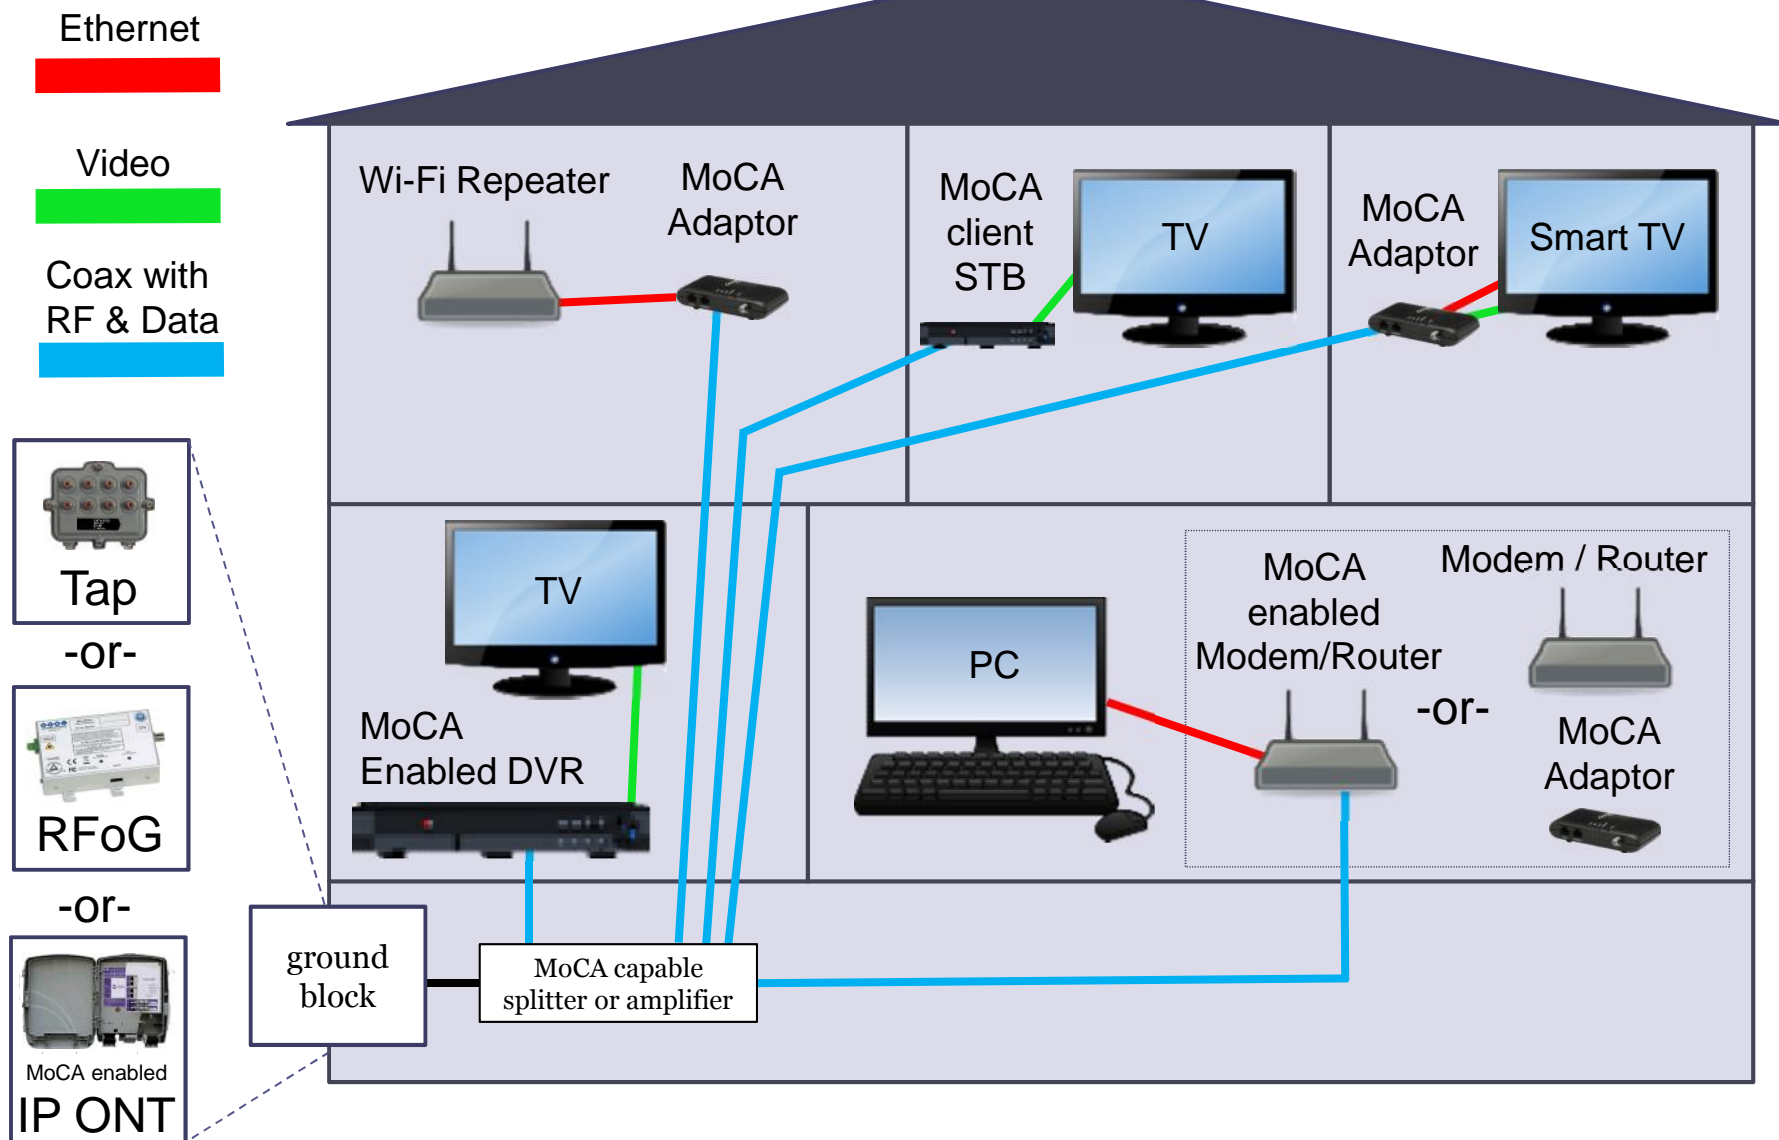 Ethernet
Video
Coax with
RF & Data
Tap
-or-
RFoG
-or-
MoCA enabled
IP ONT
Wi-Fi Repeater
MoCA
Adaptor
MoCA
client
STB
TV
MoCA
Adaptor
Smart TV
TV
MoCA
Enabled DVR
PC
MoCA
enabled
Modem/Router
-or-
Modem / Router
MoCA
Adaptor
ground
block
MoCA capable
splitter or amplifier